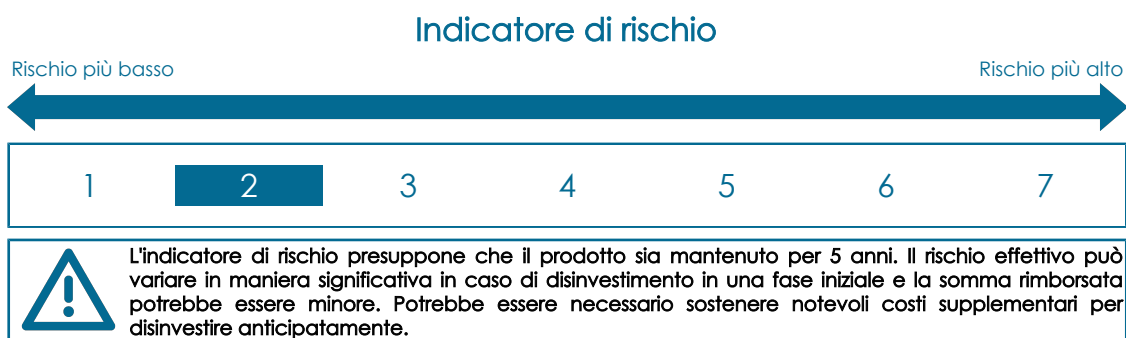 Indicatore di rischio
Rischio più basso
Rischio più alto
1 2 3 4 5 6 7
L'indicatore di rischio presuppone che il prodotto sia mantenuto per 5 anni. Il rischio effettivo può
variare in maniera significativa in caso di disinvestimento in una fase iniziale e la somma rimborsata
potrebbe essere minore. Potrebbe essere necessario sostenere notevoli costi supplementari per
disinvestire anticipatamente.